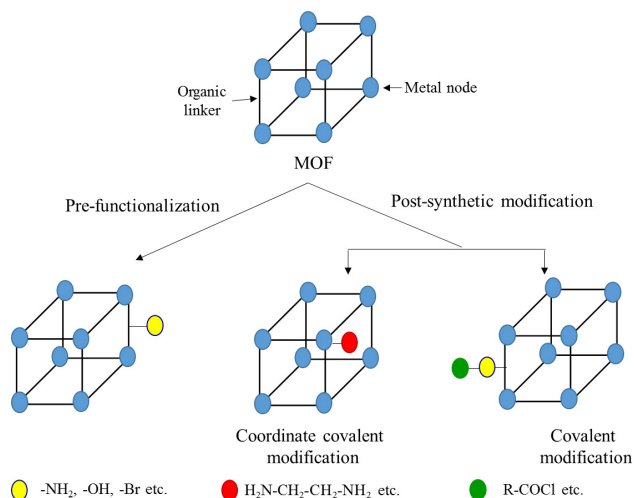 Organic
linker
Metal node
MOF
Pre-functionalization
Post-synthetic modification
Coordinate covalent
modification
Covalent
modification
-NH₂, -OH, -Br etc.
H₂N-CH₂-CH₂-NH₂ etc.
R-COCl etc.